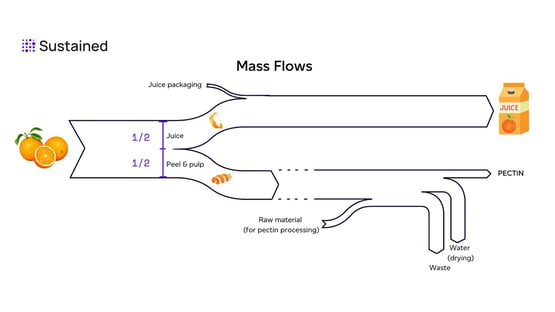 Sustained
Mass Flows
Juice packaging
JUICE
1/2
Juice
1/2
Peel & pulp
PECTIN
Raw material
(for pectin processing)
Water
(drying)
Waste